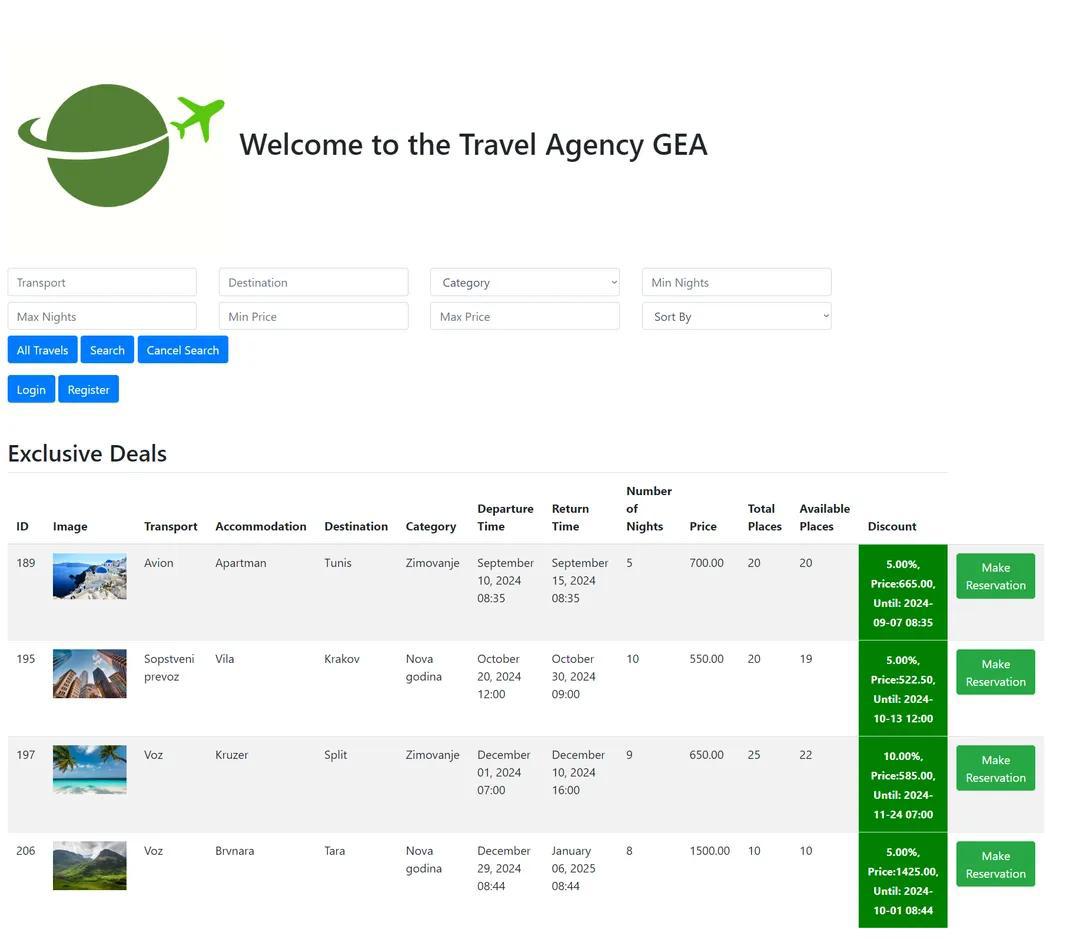 Welcome to the Travel Agency GEA
Transport Destination Category Min Nights
Max Nights Min Price Max Price Sort By
All Travels Search Cancel Search
Login Register
Exclusive Deals
ID Image Transport Accommodation Destination Category Departure Time Return Time Number of Nights Price Total Places Available Places Discount
189 Avion Apartman Tunis Zimovanje September 10, 2024 08:35 September 15, 2024 08:35 5 700.00 20 20 5.00%, Price:665.00, Until: 2024-09-07 08:35 Make Reservation
195 Sopstveni prevoz Vila Krakov Nova godina October 20, 2024 12:00 October 30, 2024 09:00 10 550.00 20 19 5.00%, Price:522.50, Until: 2024-10-13 12:00 Make Reservation
197 Voz Kruzer Split Zimovanje December 01, 2024 07:00 December 10, 2024 16:00 9 650.00 25 22 10.00%, Price:585.00, Until: 2024-11-24 07:00 Make Reservation
206 Voz Brvnara Tara Nova godina December 29, 2024 08:44 January 06, 2025 08:44 8 1500.00 10 10 5.00%, Price:1425.00, Until: 2024-10-01 08:44 Make Reservation